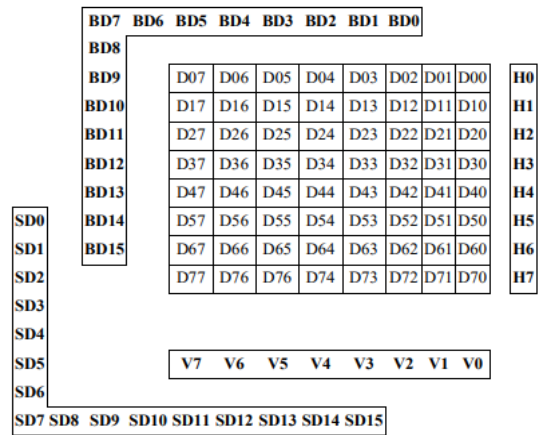 BD7 BD6 BD5 BD4 BD3 BD2 BD1 BD0
BD8
BD9 D07 D06 D05 D04 D03 D02 D01 D00 H0
BD10 D17 D16 D15 D14 D13 D12 D11 D10 H1
BD11 D27 D26 D25 D24 D23 D22 D21 D20 H2
BD12 D37 D36 D35 D34 D33 D32 D31 D30 H3
BD13 D47 D46 D45 D44 D43 D42 D41 D40 H4
SD0 BD14 D57 D56 D55 D54 D53 D52 D51 D50 H5
SD1 BD15 D67 D66 D65 D64 D63 D62 D61 D60 H6
SD2 D77 D76 D76 D74 D73 D72 D71 D70 H7
SD3
SD4
SD5 V7 V6 V5 V4 V3 V2 V1 V0
SD6
SD7 SD8 SD9 SD10 SD11 SD12 SD13 SD14 SD15